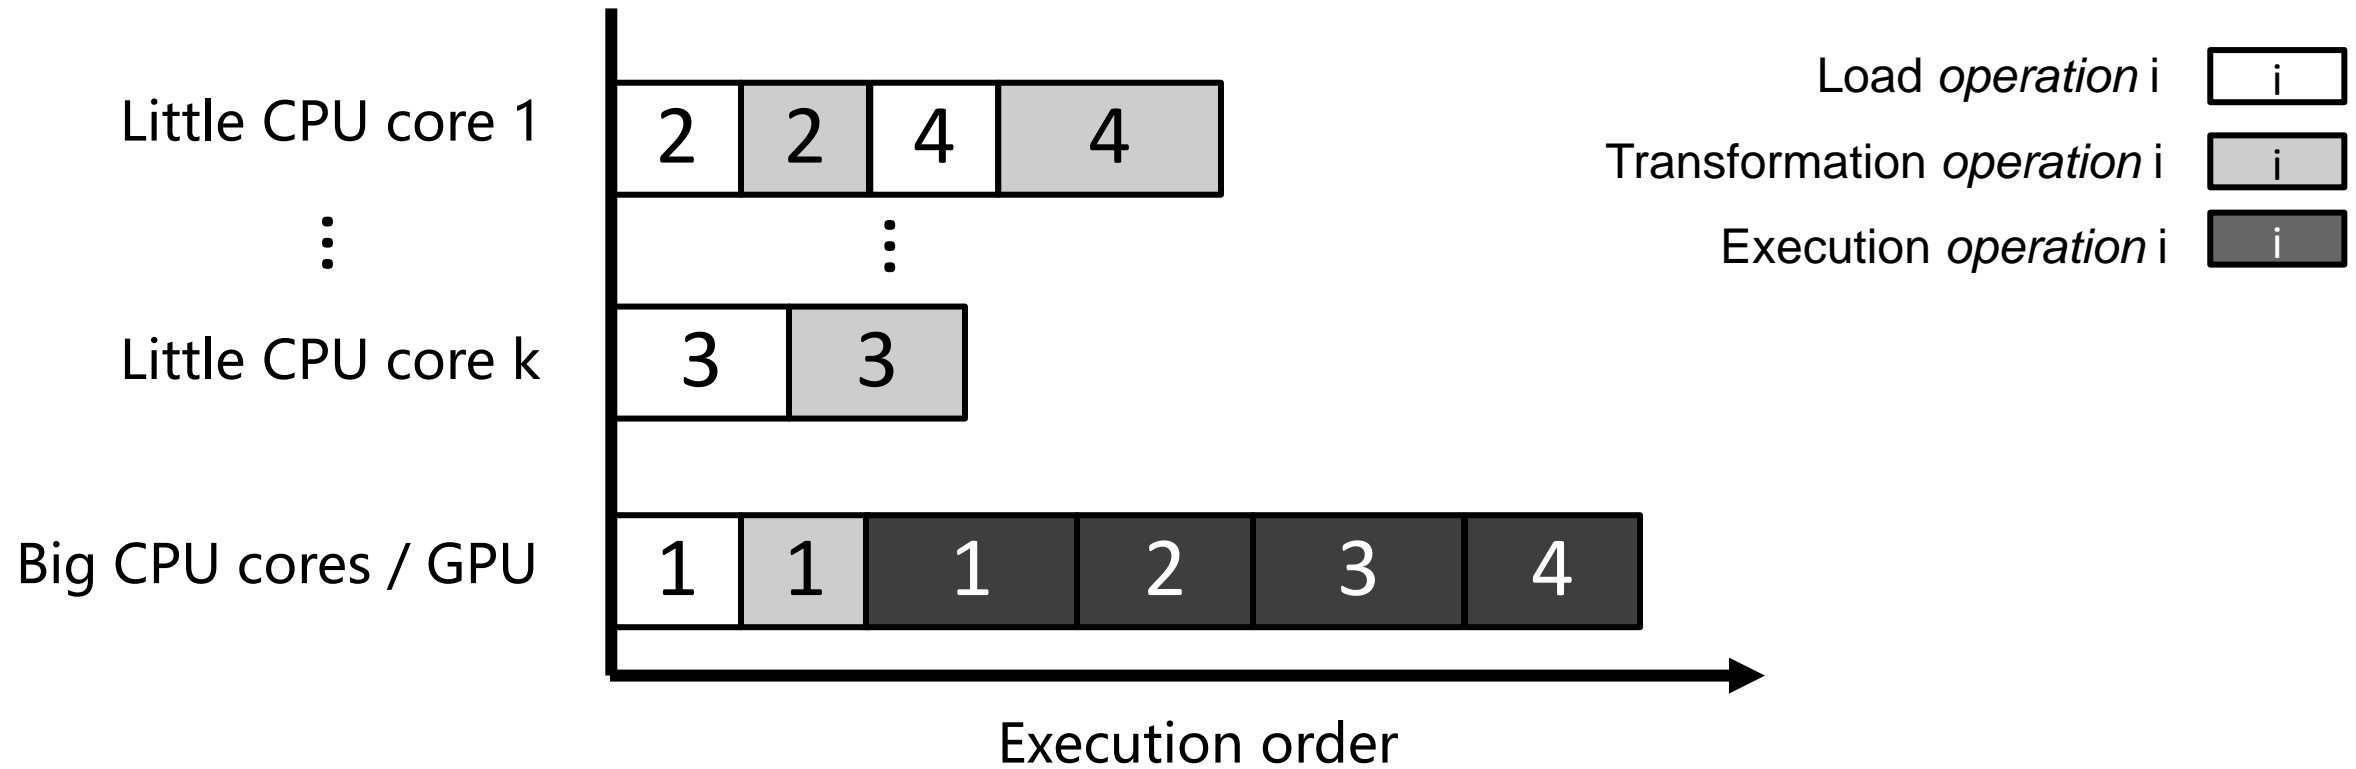 Little CPU core 1
2 2 4 4
Load operation i
i
Transformation operation i
i
Execution operation i
i
Little CPU core k
3 3
Big CPU cores / GPU
1 1 1 2 3 4
Execution order